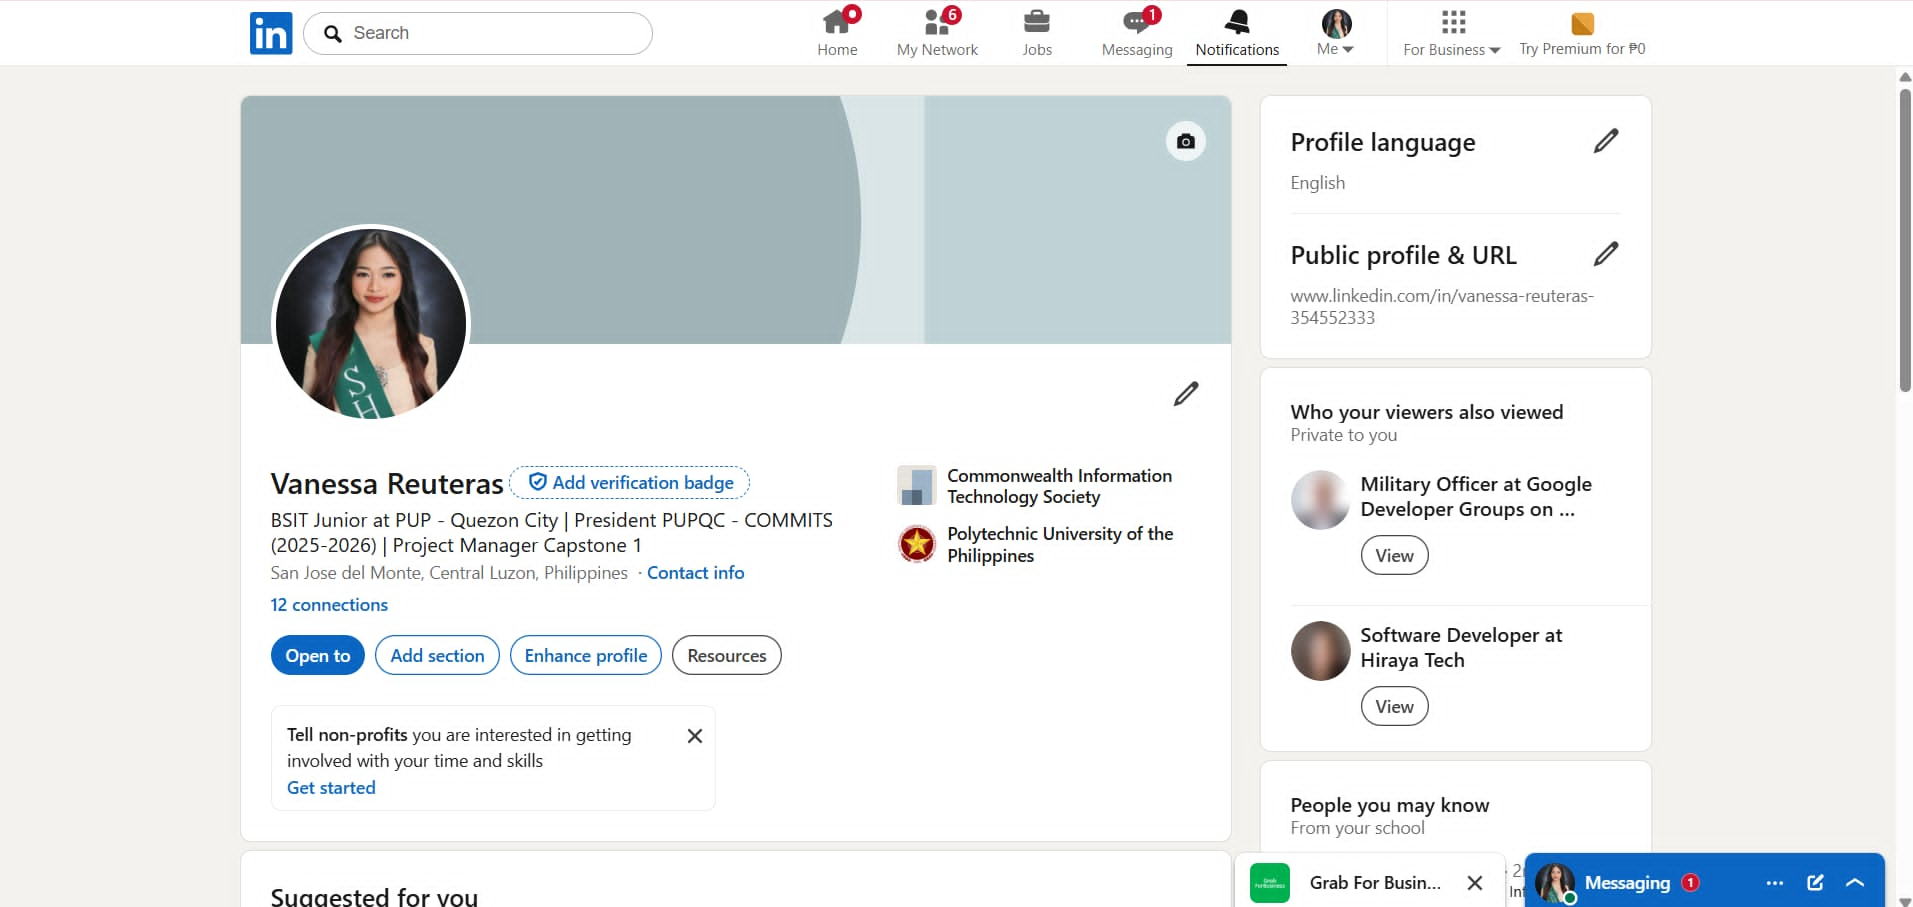 in
Search
Home
6
My Network
Jobs
1
Messaging
Notifications
Me
For Business
Try Premium for ₱0
SH
Vanessa Reuteras
Add verification badge
BSIT Junior at PUP - Quezon City | President PUPQC - COMMITS
(2025-2026) | Project Manager Capstone 1
San Jose del Monte, Central Luzon, Philippines · Contact info
12 connections
Open to
Add section
Enhance profile
Resources
Commonwealth Information
Technology Society
Polytechnic University of the
Philippines
Tell non-profits you are interested in getting
involved with your time and skills
Get started
Suggested for you
Profile language
English
Public profile & URL
www.linkedin.com/in/vanessa-reuteras-
354552333
Who your viewers also viewed
Private to you
Military Officer at Google
Developer Groups on ...
View
Software Developer at
Hiraya Tech
View
People you may know
From your school
Grab
For Business
Grab For Busin...
Messaging
1